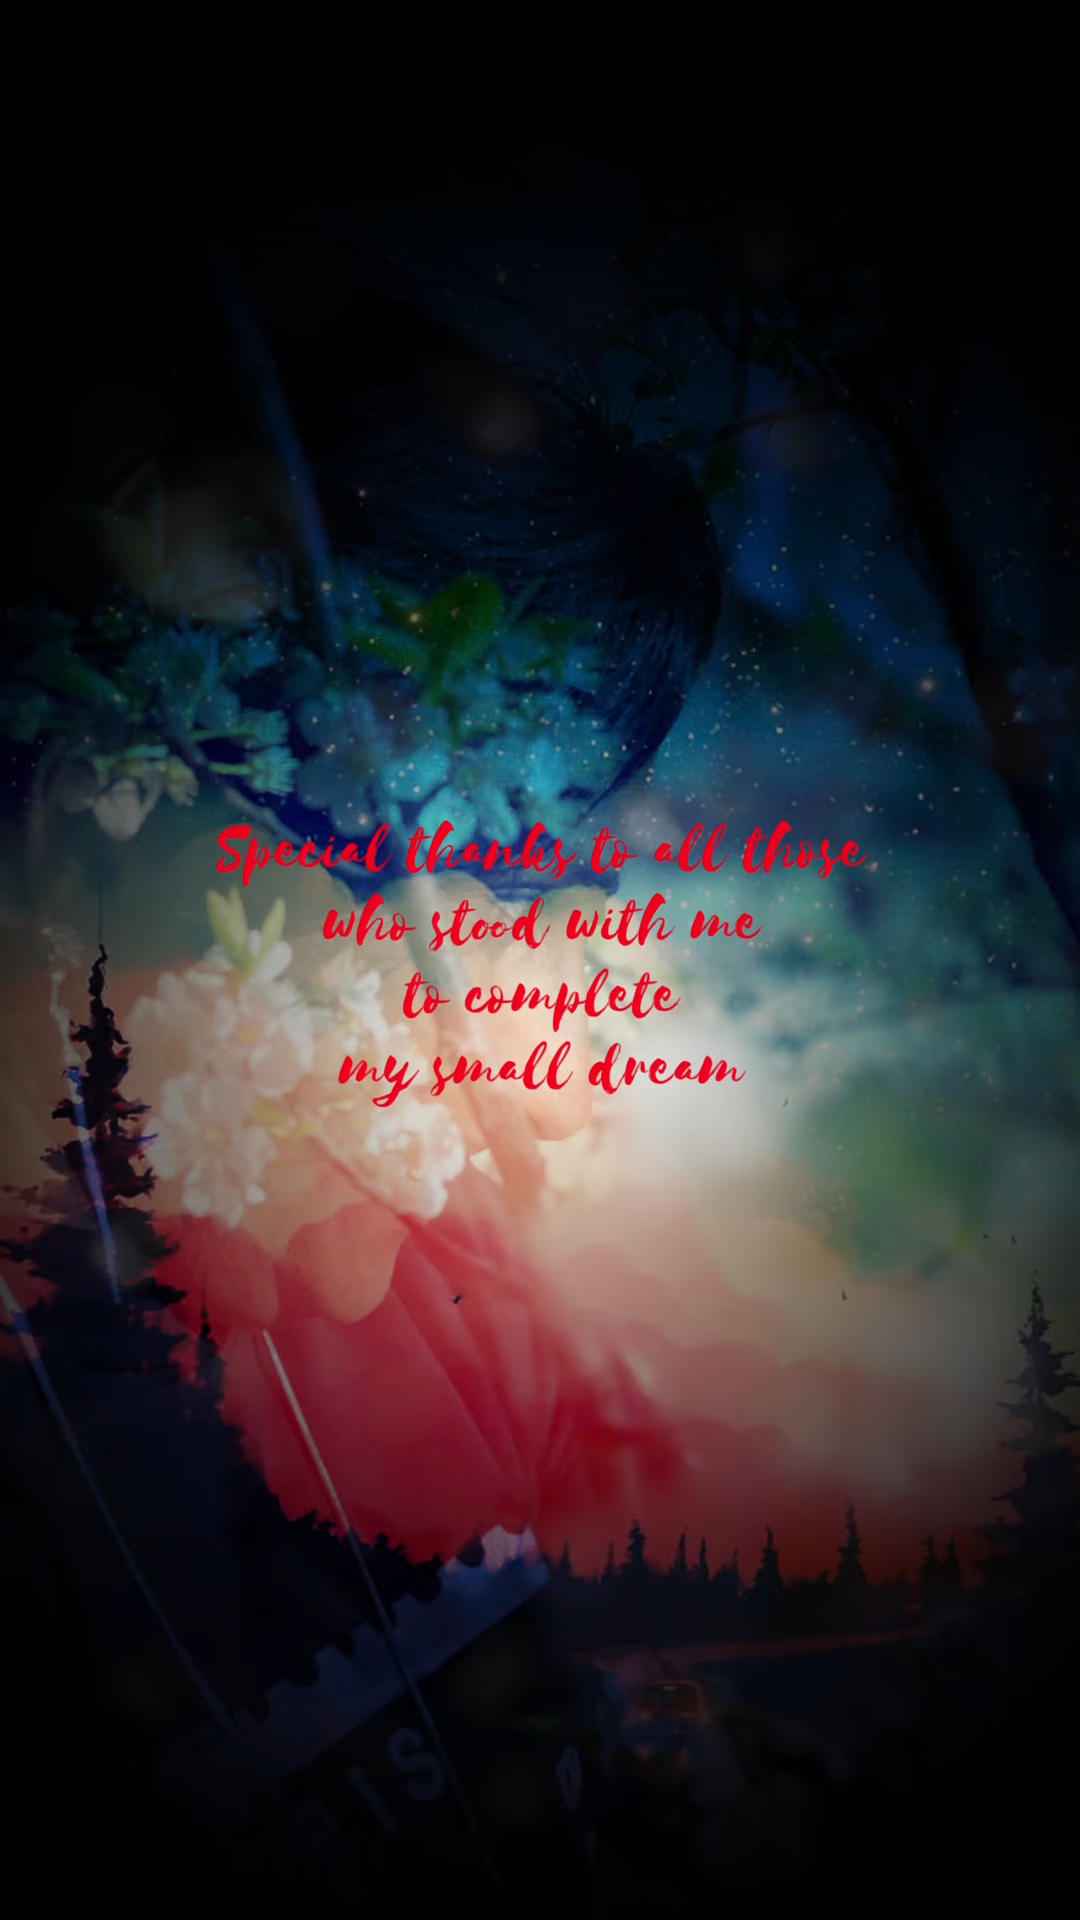 Special thanks to all those
who stood with me
to complete
my small dream